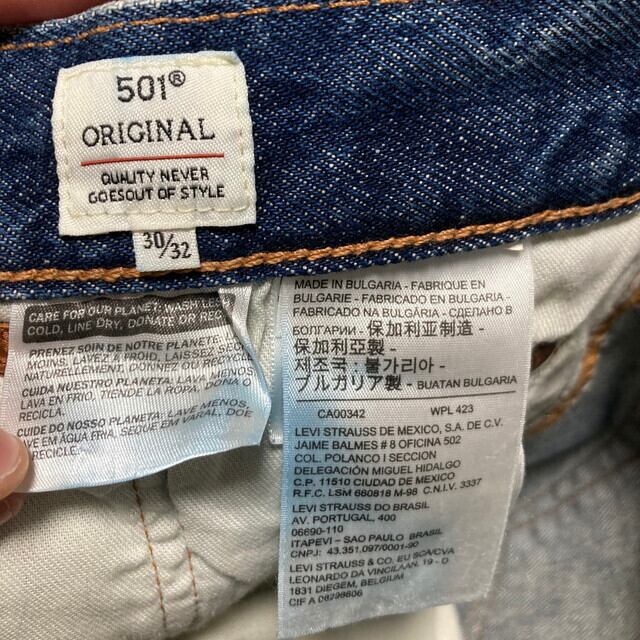 501®
ORIGINAL
QUALITY NEVER
GOESOUT OF STYLE
30/32
CARE FOR OUR PLANET: WASH
COLD, LINE DRY, DONATE OR REC
PRENEZ SOIN DE NOTRE PLANETE:
MOINS, LAVEZ À FROID, LAISSEZ SÉC
NATURELLEMENT, DONNEZ OU RECYCLE
CUIDA NUESTRO PLANETA: LAVE MENOS,
LAVA EN FRIO, TIENDE LA ROPA, DONA O
RECICLA.
CUIDE DO NOSSO PLANETA: LAVE MENOS,
LAVE EM ÁGUA FRIA, SEQUE EM VARAL, DOE
E RECICLE.
MADE IN BULGARIA - FABRIQUE EN
BULGARIE - FABRICADO EN BULGARIA -
FABRICADO NA BULGÁRIA - СДЕЛАНО В
БОЛГАРИИ - 保加利亚制造 -
保加利亞製 -
제조국: 불가리아 -
ブルガリア製 - BUATAN BULGARIA
CA00342 WPL 423
LEVI STRAUSS DE MEXICO, S.A. DE C.V.
JAIME BALMES # 8 OFICINA 502
COL. POLANCO I SECCION
DELEGACIÓN MIGUEL HIDALGO
C.P. 11510 CIUDAD DE MEXICO
R.F.C. LSM 660818 M-98 C.N.I.V. 3337
LEVI STRAUSS DO BRASIL
AV. PORTUGAL, 400
06690-110
ITAPEVI - SAO PAULO BRASIL
CNPJ: 43.351.097/0001-90
LEVI STRAUSS & CO. EU SCA/CVA
LEONARDO DA VINCILAAN, 19 - D
1831 DIEGEM, BELGIUM
CIF A